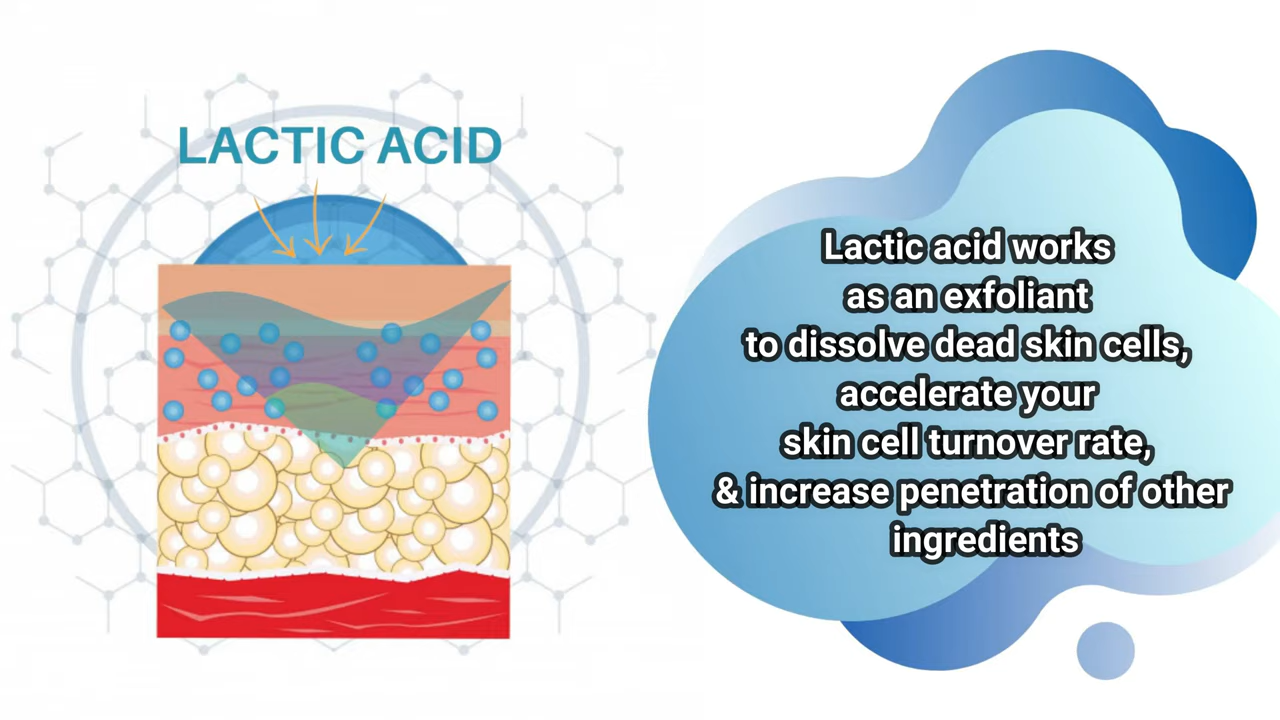 LACTIC ACID
Lactic acid works
as an exfoliant
to dissolve dead skin cells,
accelerate your
skin cell turnover rate,
& increase penetration of other
ingredients